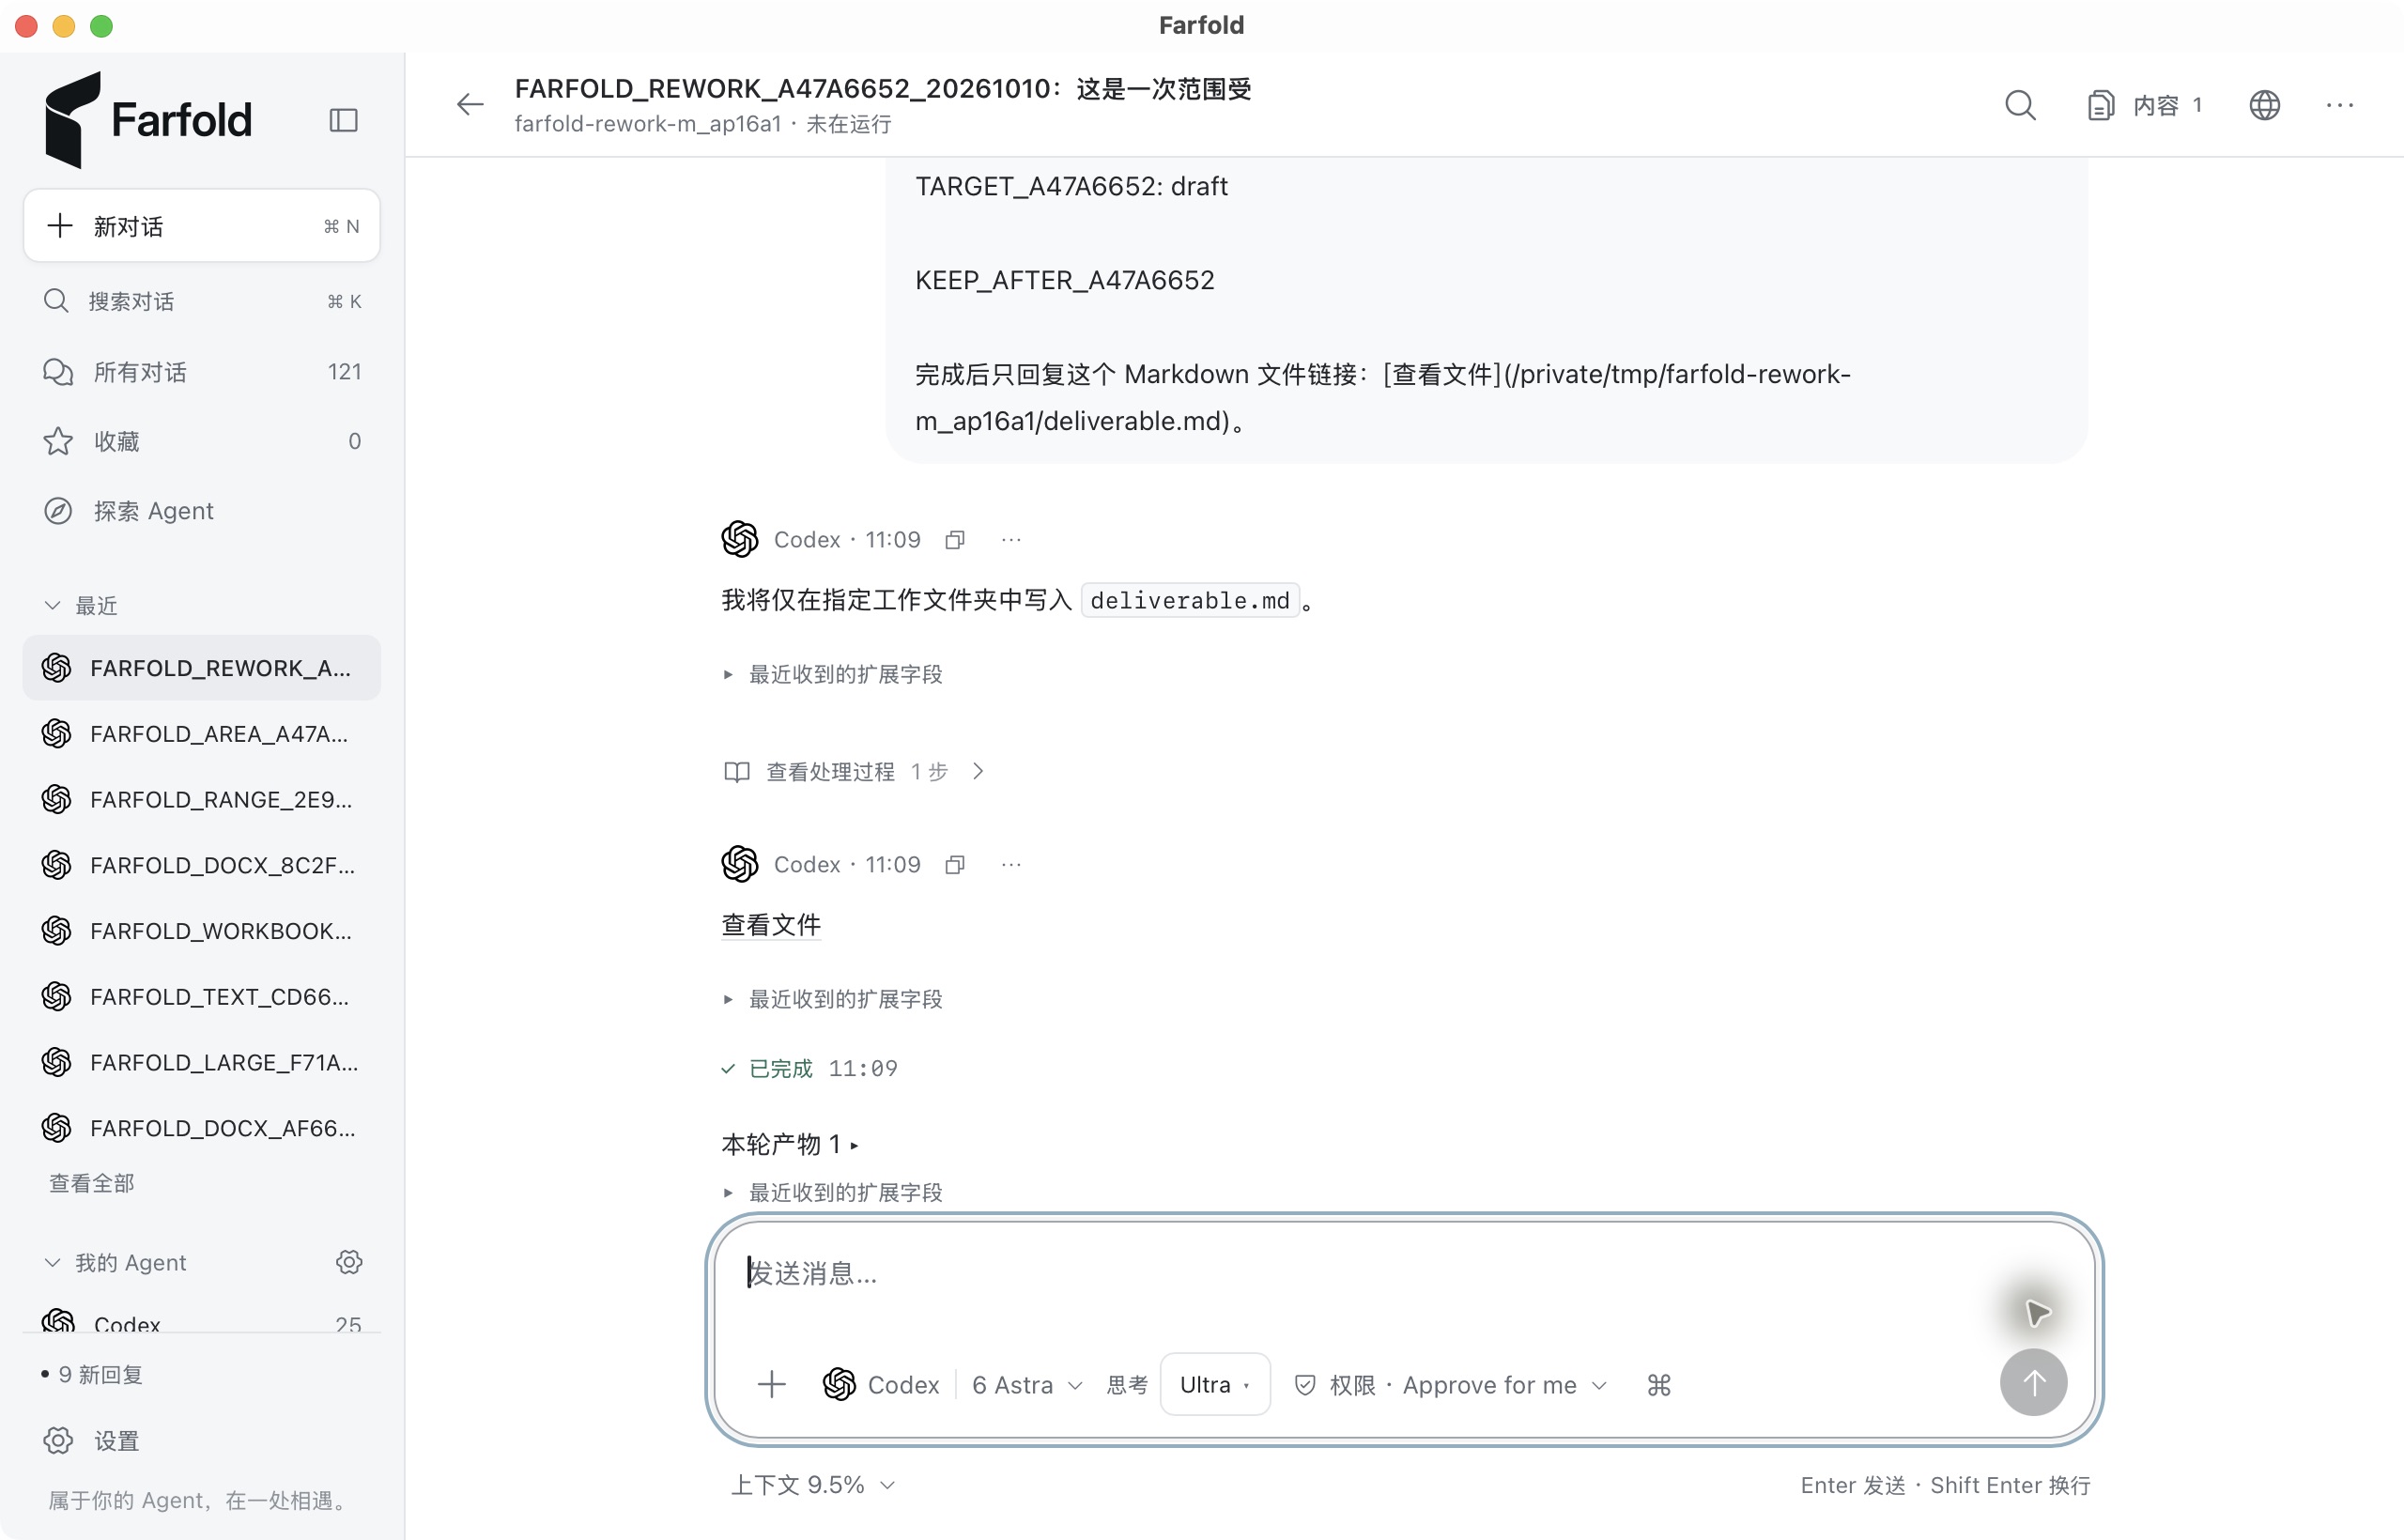 Farfold
Farfold
新对话 ⌘ N
搜索对话 ⌘ K
所有对话 121
收藏 0
探索 Agent
最近
FARFOLD_REWORK_A...
FARFOLD_AREA_A47A...
FARFOLD_RANGE_2E9...
FARFOLD_DOCX_8C2F...
FARFOLD_WORKBOOK...
FARFOLD_TEXT_CD66...
FARFOLD_LARGE_F71A...
FARFOLD_DOCX_AF66...
查看全部
我的 Agent
Codex 25
• 9 新回复
设置
属于你的 Agent，在一处相遇。
FARFOLD_REWORK_A47A6652_20261010：这是一次范围受
farfold-rework-m_ap16a1 · 未在运行
内容 1
TARGET_A47A6652: draft
KEEP_AFTER_A47A6652
完成后只回复这个 Markdown 文件链接：[查看文件](/private/tmp/farfold-rework-
m_ap16a1/deliverable.md)。
Codex · 11:09
我将仅在指定工作文件夹中写入 deliverable.md 。
最近收到的扩展字段
查看处理过程 1 步
Codex · 11:09
查看文件
最近收到的扩展字段
已完成 11:09
本轮产物 1
最近收到的扩展字段
发送消息...
Codex 6 Astra 思考 Ultra 权限 · Approve for me ⌘
上下文 9.5%
Enter 发送 · Shift Enter 换行